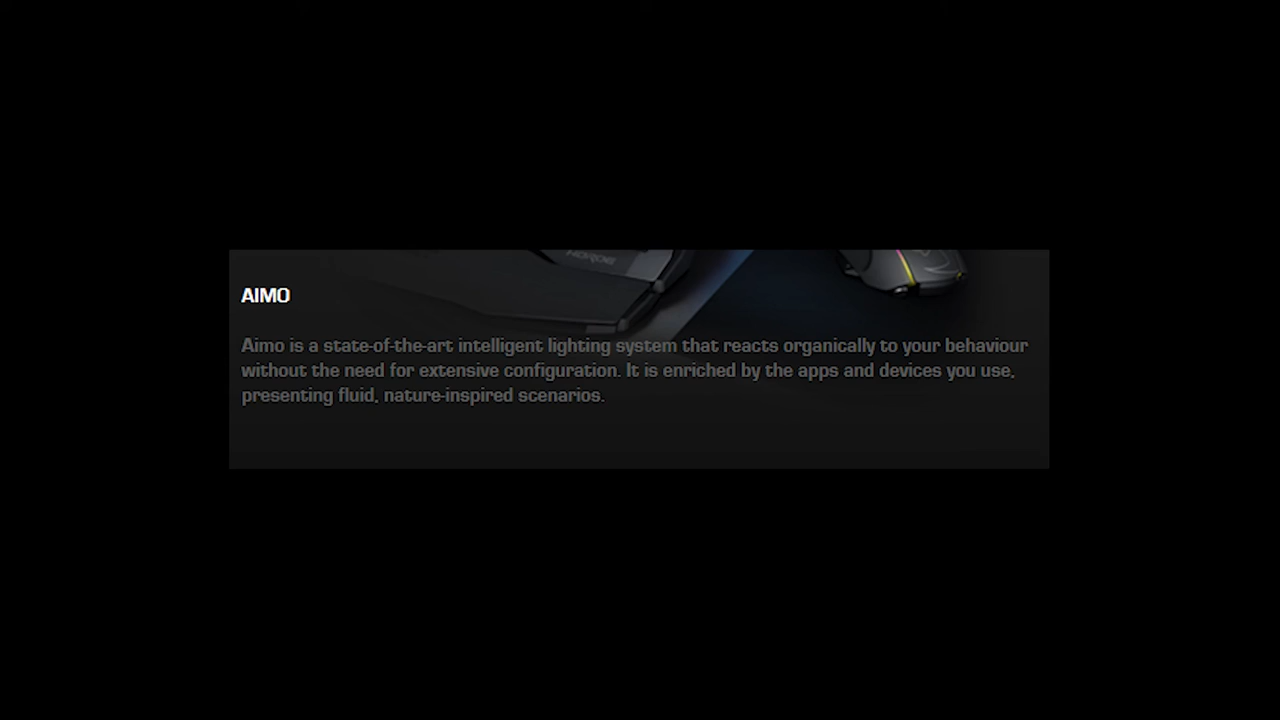 HORDE
AIMO
Aimo is a state-of-the-art intelligent lighting system that reacts organically to your behaviour
without the need for extensive configuration. It is enriched by the apps and devices you use,
presenting fluid, nature-inspired scenarios.